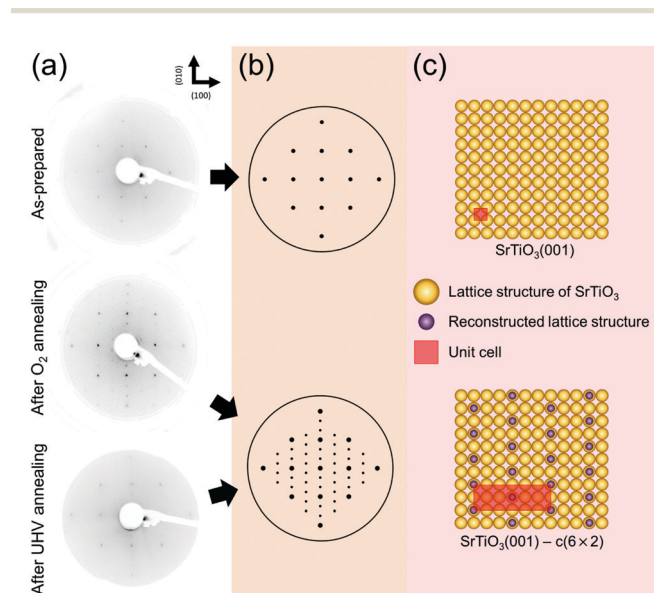 (a)
(b)
(c)
(010)
(100)
As-prepared
SrTiO₃(001)
Lattice structure of SrTiO₃
Reconstructed lattice structure
Unit cell
After O₂ annealing
After UHV annealing
SrTiO₃(001) – c(6 × 2)